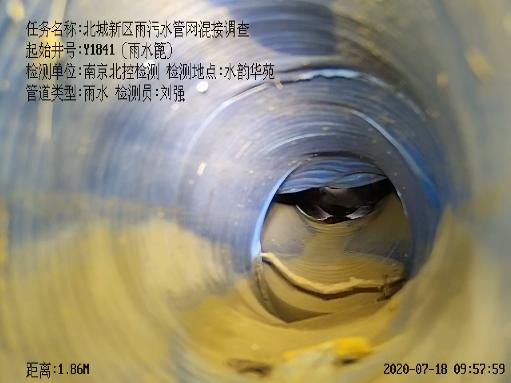 任务名称:北城新区雨污水管网混接调查
起始井号:Y1841 (雨水篦)
检测单位:南京北控检测 检测地点:水韵华苑
管道类型:雨水 检测员:刘强
距离:1.86M
2020-07-18 09:57:59